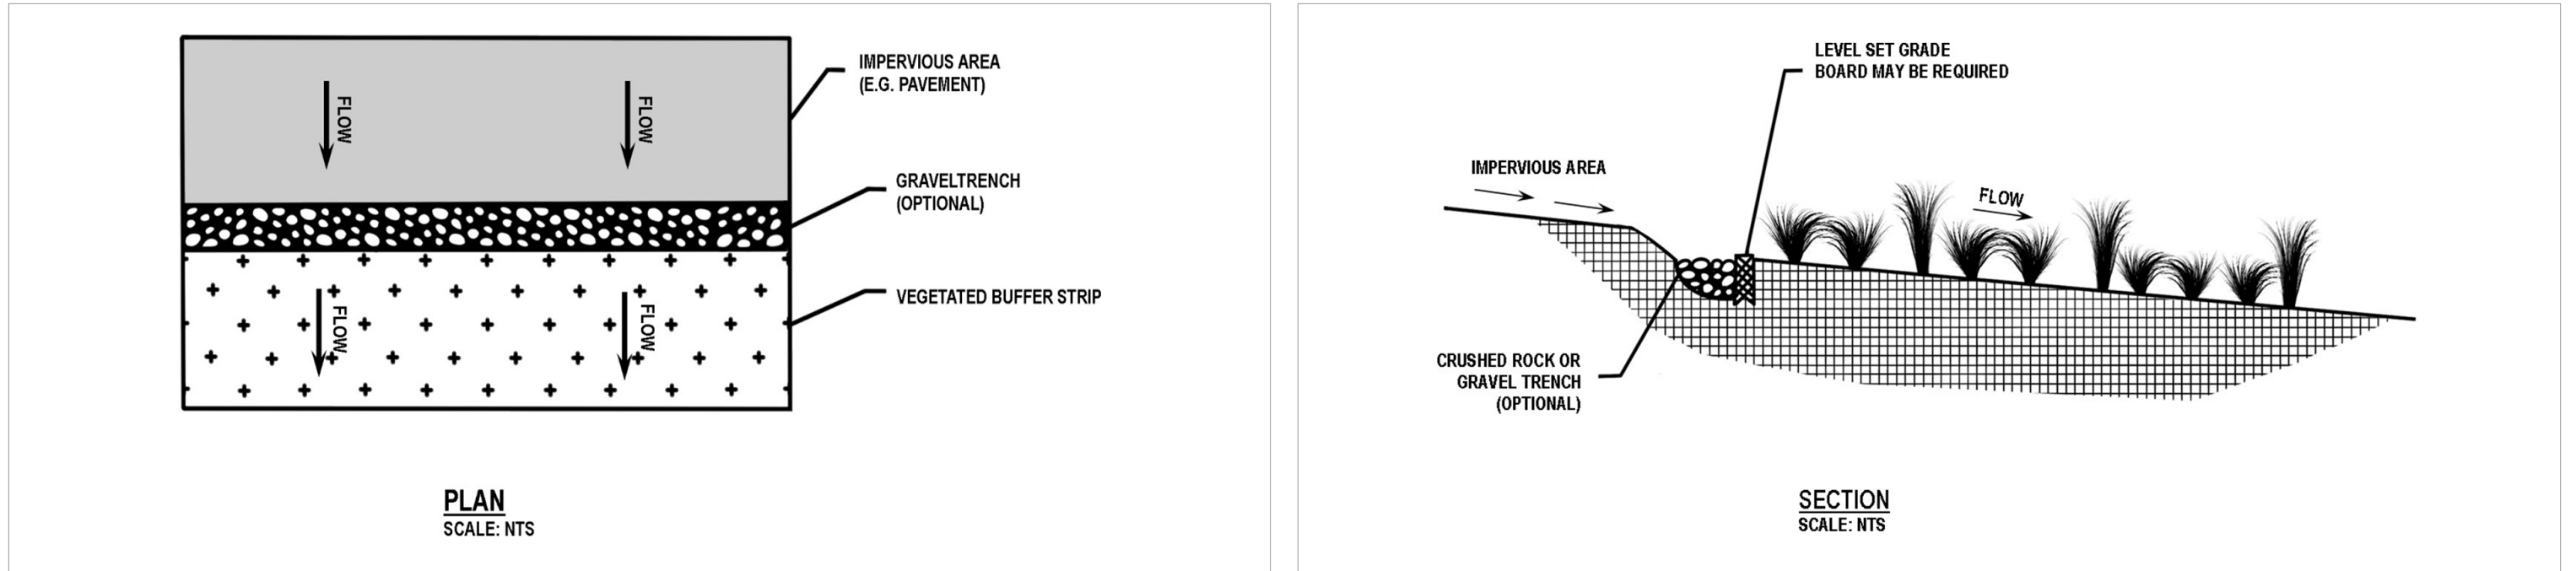 IMPERVIOUS AREA
(E.G. PAVEMENT)
FLOW
FLOW
GRAVELTRENCH
(OPTIONAL)
VEGETATED BUFFER STRIP
FLOW
FLOW
PLAN
SCALE: NTS
LEVEL SET GRADE
BOARD MAY BE REQUIRED
IMPERVIOUS AREA
FLOW
CRUSHED ROCK OR
GRAVEL TRENCH
(OPTIONAL)
SECTION
SCALE: NTS